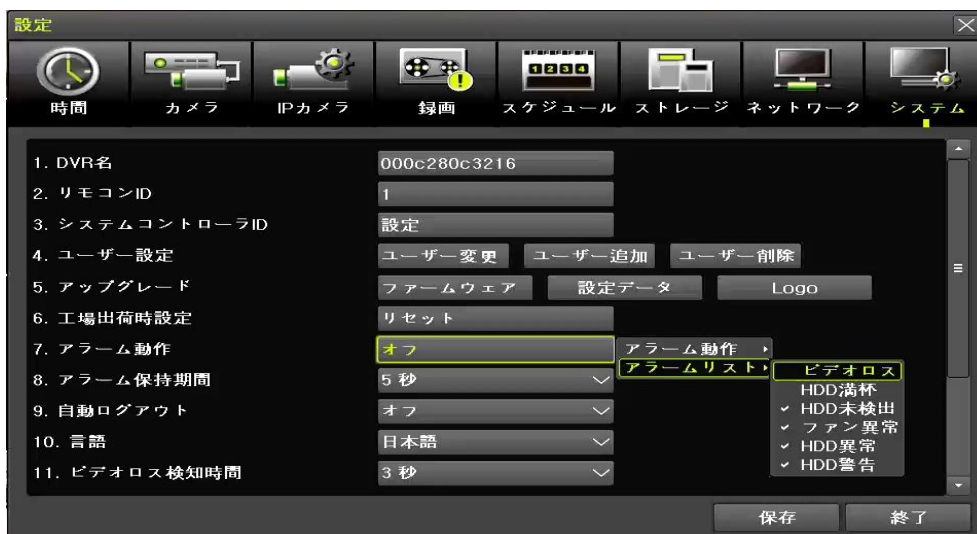 設定
時間 カメラ IPカメラ 録画 1234 スケジュール ストレージ ネットワーク システム
1. DVR名 000c280c3216
2. リモコンID 1
3. システムコントローラID 設定
4. ユーザー設定 ユーザー変更 ユーザー追加 ユーザー削除
5. アップグレード ファームウェア 設定データ Logo
6. 工場出荷時設定 リセット
7. アラーム動作 オフ アラーム動作
アラームリスト ビデオロス
HDD満杯
8. アラーム保持期間 5 秒
HDD未検出
9. 自動ログアウト オフ
ファン異常
10. 言語 日本語
HDD異常
HDD警告
11. ビデオロス検知時間 3 秒
保存 終了